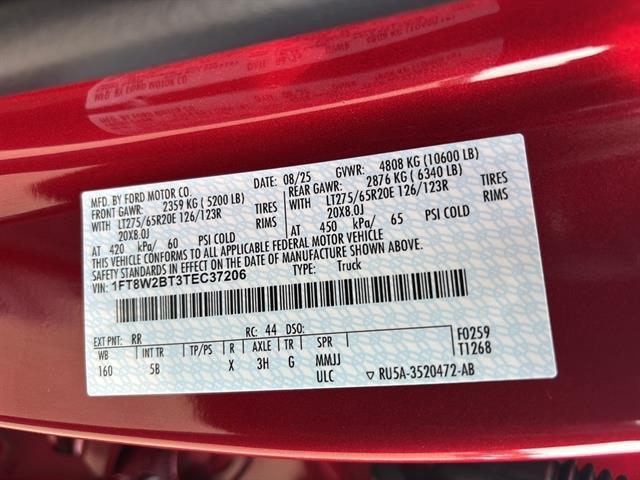 MFD. BY FORD MOTOR CO.
DATE: 08/25 GVWR: 4808 KG (10600 LB)
FRONT GAWR: 2359 KG ( 5200 LB) REAR GAWR: 2876 KG ( 6340 LB)
WITH LT275/65R20E 126/123R TIRES WITH LT275/65R20E 126/123R TIRES
20X8.0J RIMS 20X8.0J RIMS
AT 420 kPa/ 60 PSI COLD AT 450 kPa/ 65 PSI COLD
THIS VEHICLE CONFORMS TO ALL APPLICABLE FEDERAL MOTOR VEHICLE
SAFETY STANDARDS IN EFFECT ON THE DATE OF MANUFACTURE SHOWN ABOVE.
VIN: 1FT8W2BT3TEC37206
TYPE: Truck
EXT PNT: RR RC: 44 DSO:
WB INT TR TP/PS R AXLE TR SPR
160 5B X 3H G MMJJ
ULC
F0259
T1268
▽ RU5A-3520472-AB